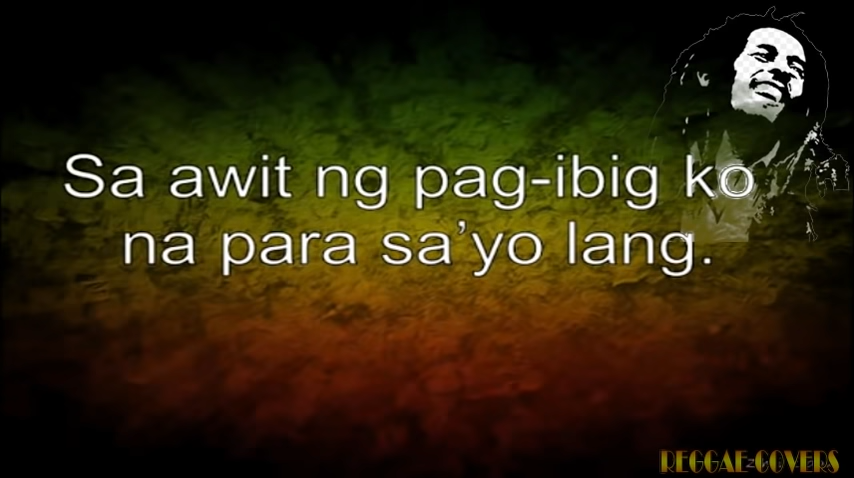 Sa awit ng pag-ibig ko
na para sa’yo lang.
REGGAE-COVERS